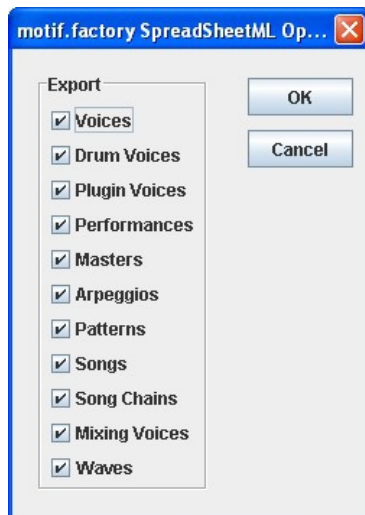 motif.factory SpreadSheetML Op...
Export
Voices
Drum Voices
Plugin Voices
Performances
Masters
Arpeggios
Patterns
Songs
Song Chains
Mixing Voices
Waves
OK
Cancel